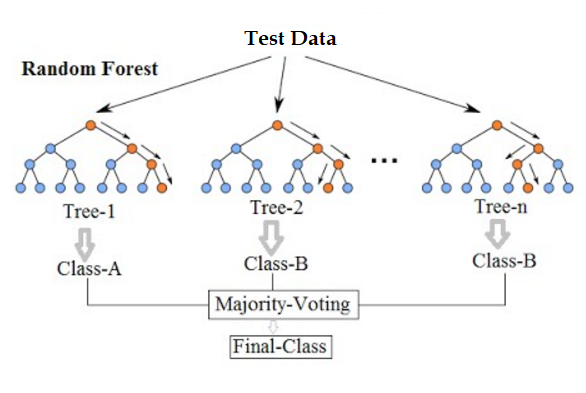 Test Data
Random Forest
...
Tree-1
Tree-2
Tree-n
Class-A
Class-B
Class-B
Majority-Voting
Final-Class